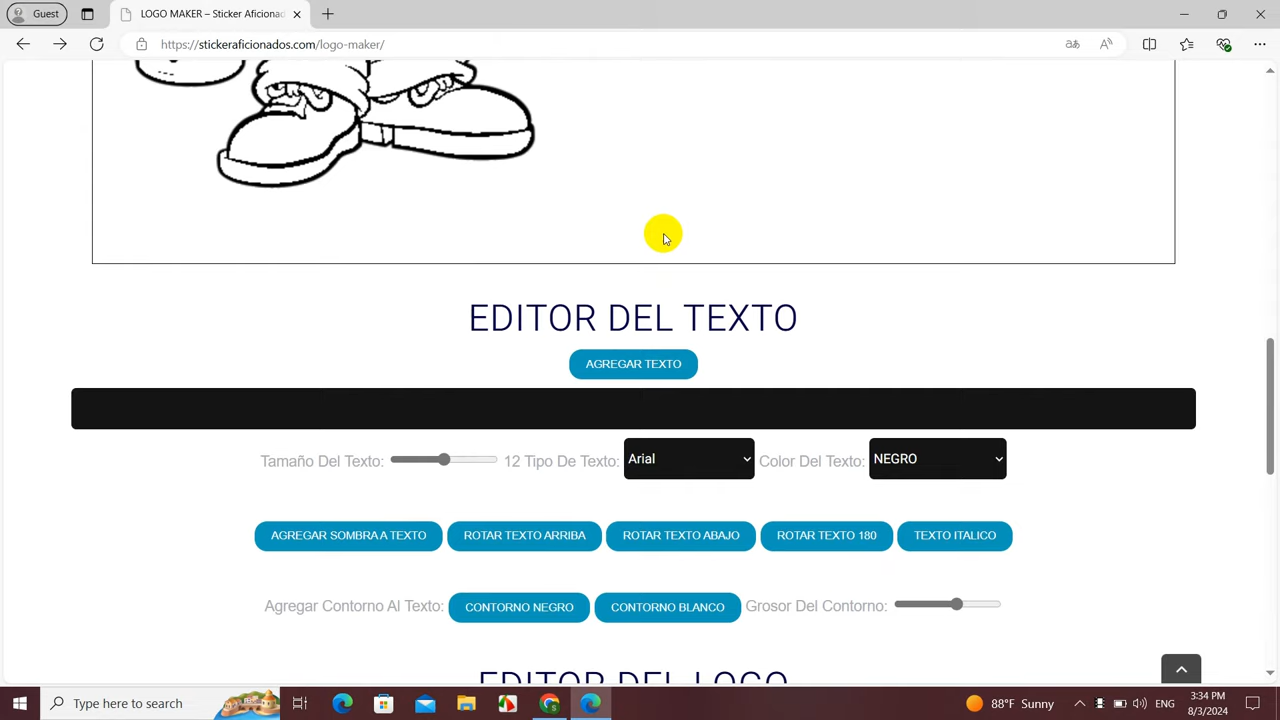 Guest
LOGO MAKER – Sticker Aficionad
https://stickeraficionados.com/logo-maker/
EDITOR DEL TEXTO
AGREGAR TEXTO
Tamaño Del Texto: 12 Tipo De Texto: Arial Color Del Texto: NEGRO
AGREGAR SOMBRA A TEXTO ROTAR TEXTO ARRIBA ROTAR TEXTO ABAJO ROTAR TEXTO 180 TEXTO ITALICO
Agregar Contorno Al Texto: CONTORNO NEGRO CONTORNO BLANCO Grosor Del Contorno:
EDITOR DEL LOGO
Type here to search
88°F Sunny
ENG
3:34 PM
8/3/2024